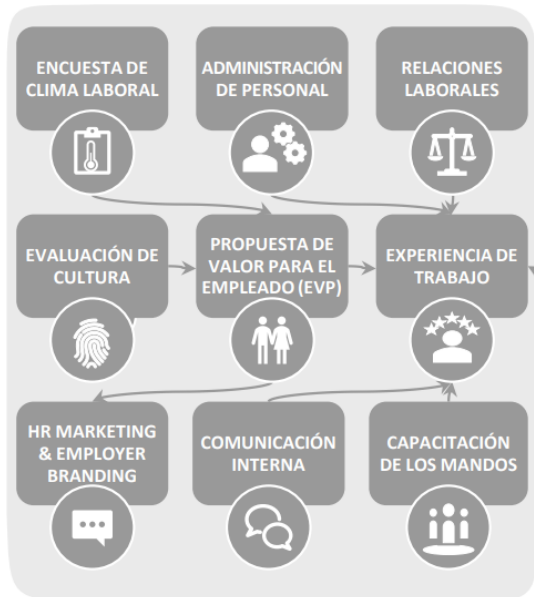 ENCUESTA DE
CLIMA LABORAL
ADMINISTRACIÓN
DE PERSONAL
RELACIONES
LABORALES
EVALUACIÓN DE
CULTURA
PROPUESTA DE
VALOR PARA EL
EMPLEADO (EVP)
EXPERIENCIA DE
TRABAJO
HR MARKETING
& EMPLOYER
BRANDING
COMUNICACIÓN
INTERNA
CAPACITACIÓN
DE LOS MANDOS